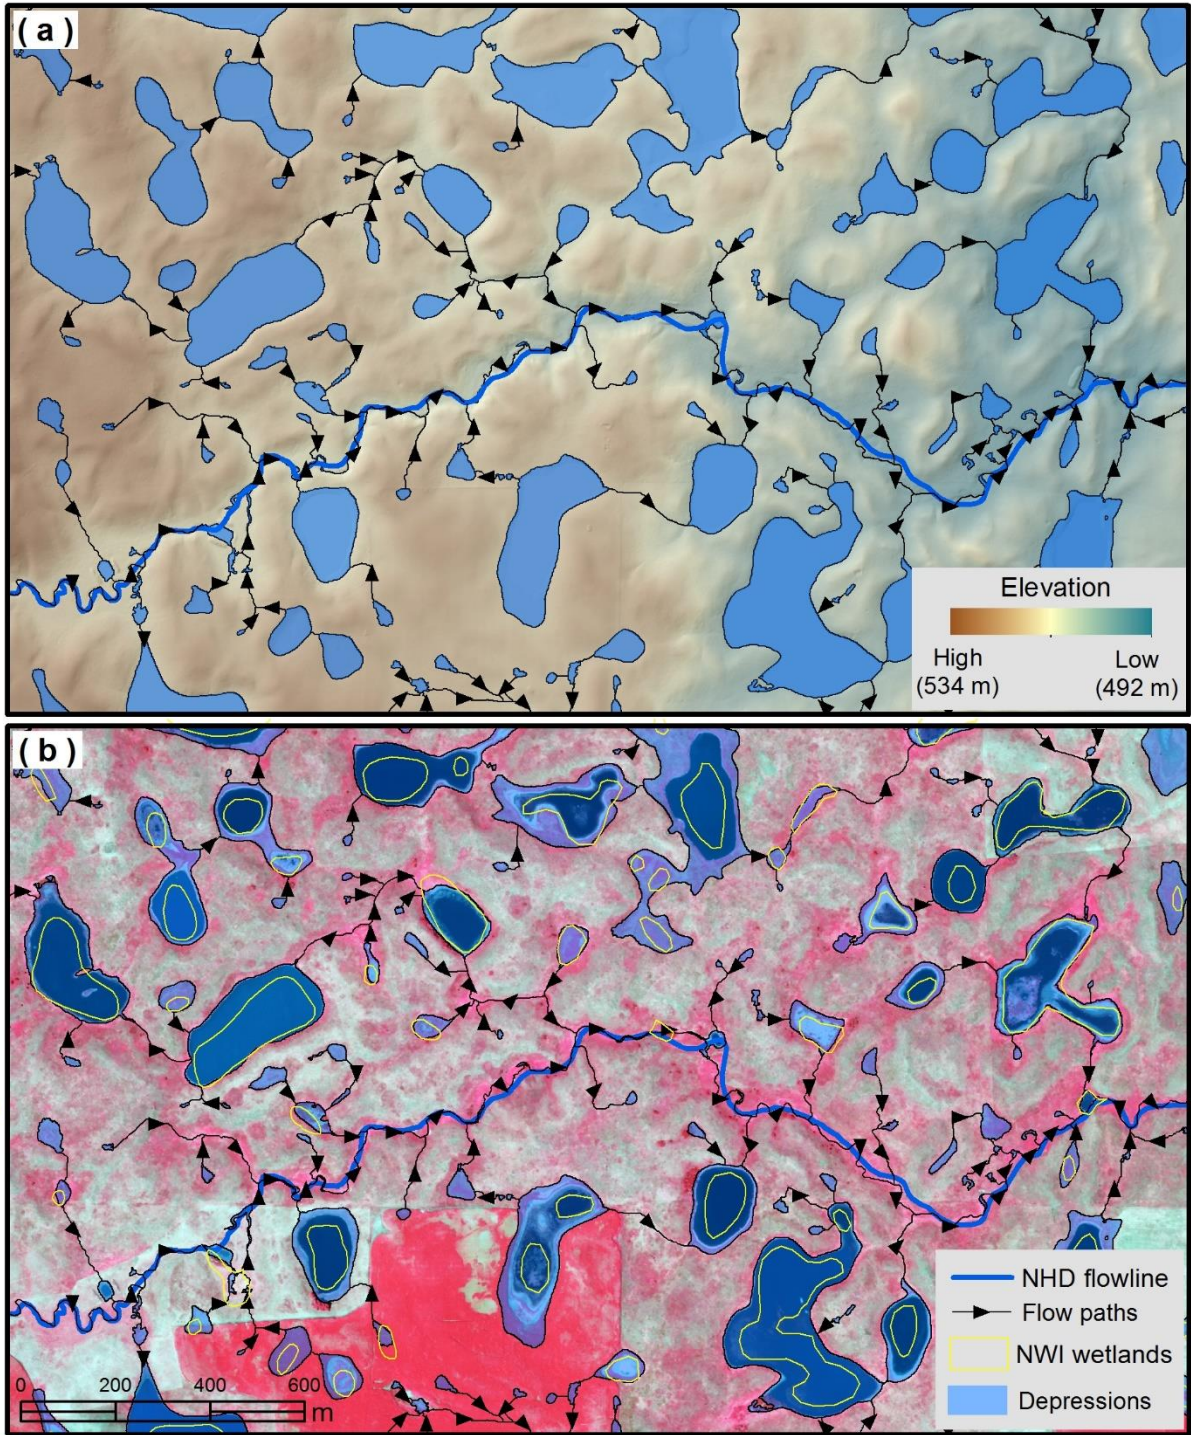 ( a )
Elevation
High
(534 m)
Low
(492 m)
( b )
NHD flowline
Flow paths
NWI wetlands
Depressions
0 200 400 600
m